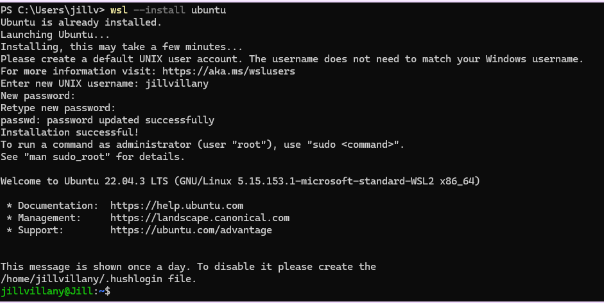 PS C:\Users\jillv> wsl --install ubuntu
Ubuntu is already installed.
Launching Ubuntu...
Installing, this may take a few minutes...
Please create a default UNIX user account. The username does not need to match your Windows username.
For more information visit: https://aka.ms/wslusers
Enter new UNIX username: jillvillany
New password:
Retype new password:
passwd: password updated successfully
Installation successful!
To run a command as administrator (user "root"), use "sudo <command>".
See "man sudo_root" for details.

Welcome to Ubuntu 22.04.3 LTS (GNU/Linux 5.15.153.1-microsoft-standard-WSL2 x86_64)

 * Documentation:  https://help.ubuntu.com
 * Management:     https://landscape.canonical.com
 * Support:        https://ubuntu.com/advantage


This message is shown once a day. To disable it please create the
/home/jillvillany/.hushlogin file.
jillvillany@Jill:~$